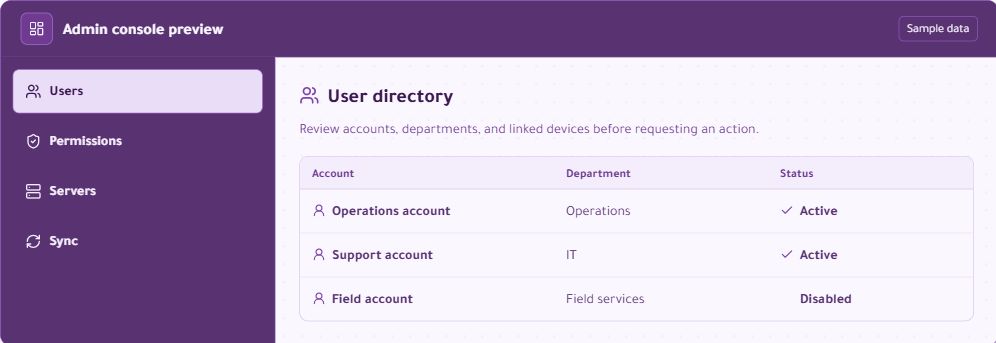 Admin console preview
Sample data
Users
Permissions
Servers
Sync
User directory
Review accounts, departments, and linked devices before requesting an action.
Account Department Status
Operations account Operations Active
Support account IT Active
Field account Field services Disabled